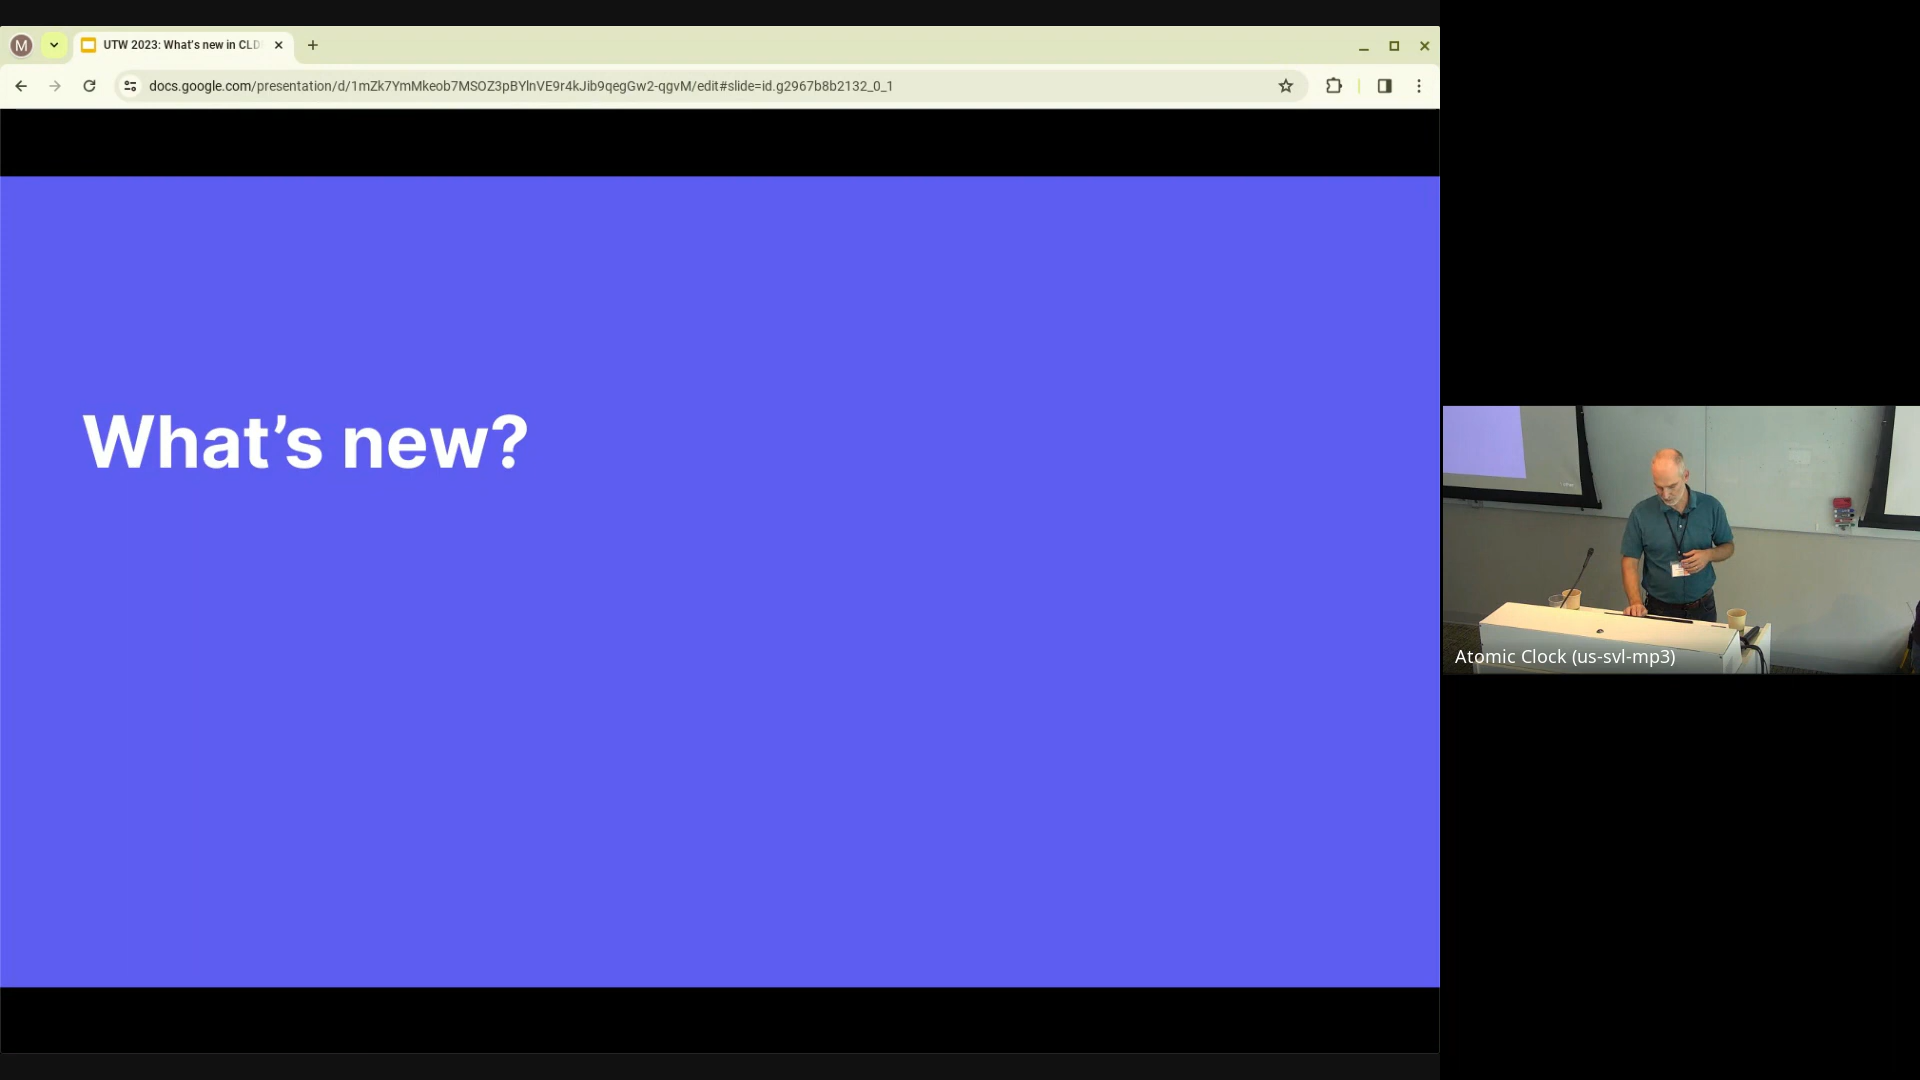 M
UTW 2023: What's new in CLD
docs.google.com/presentation/d/1mZk7YmMkeob7MSOZ3pBYlnVE9r4kJib9qegGw2-qgvM/edit#slide=id.g2967b8b2132_0_1
What’s new?
Atomic Clock (us-svl-mp3)